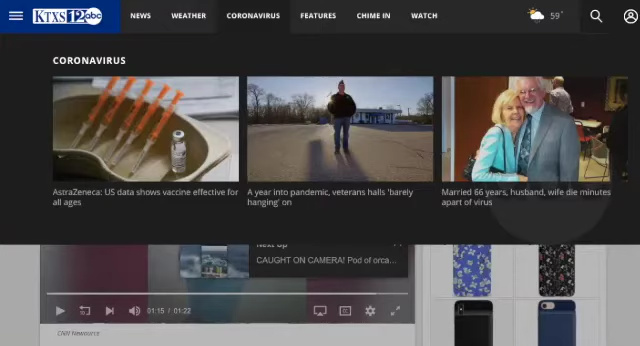 KTXS 12 abc
NEWS WEATHER CORONAVIRUS FEATURES CHIME IN WATCH 59°
CORONAVIRUS
AstraZeneca: US data shows vaccine effective for
all ages
A year into pandemic, veterans halls 'barely
hanging' on
Married 66 years, husband, wife die minutes
apart of virus
Next Up
CAUGHT ON CAMERA! Pod of orca...
01:15 / 01:22
CNN Newsource